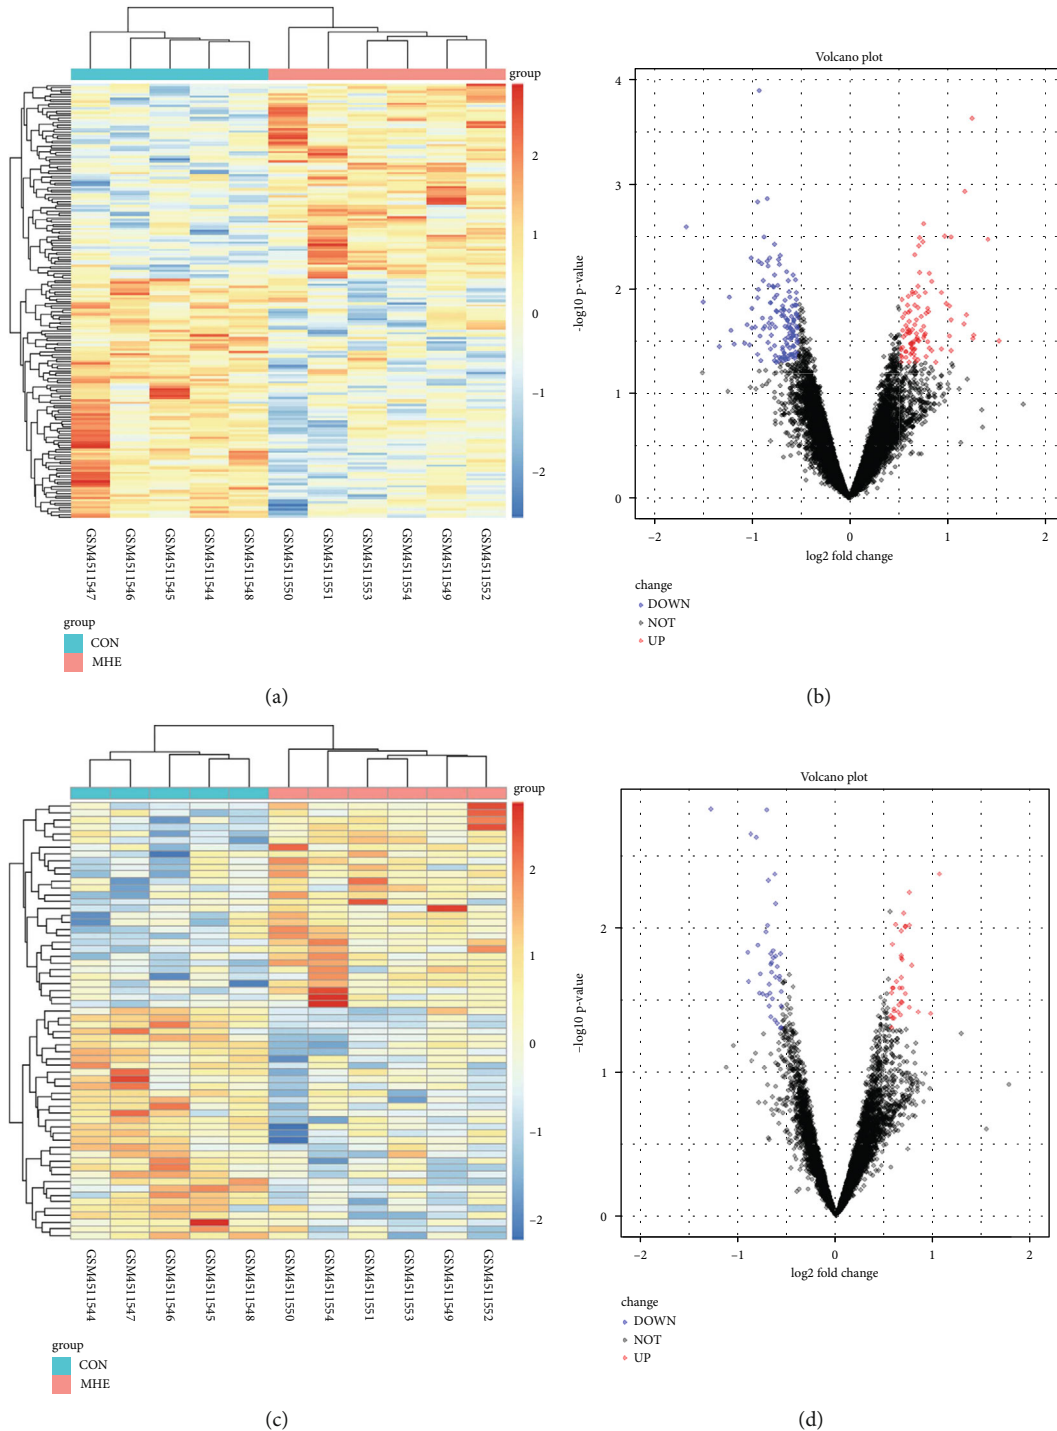 group
2
1
0
−1
−2
GSM4511547
GSM4511546
GSM4511545
GSM4511544
GSM4511548
GSM4511550
GSM4511551
GSM4511553
GSM4511554
GSM4511549
GSM4511552
group
CON
MHE
(a)
Volcano plot
4
3
2
1
0
-log10 p-value
−2 −1 0 1 2
log2 fold change
change
DOWN
NOT
UP
(b)
group
2
1
0
−1
−2
GSM4511544
GSM4511547
GSM4511546
GSM4511545
GSM4511548
GSM4511550
GSM4511554
GSM4511551
GSM4511553
GSM4511549
GSM4511552
group
CON
MHE
(c)
Volcano plot
2
1
0
−log10 p-value
−2 −1 0 1 2
log2 fold change
change
DOWN
NOT
UP
(d)